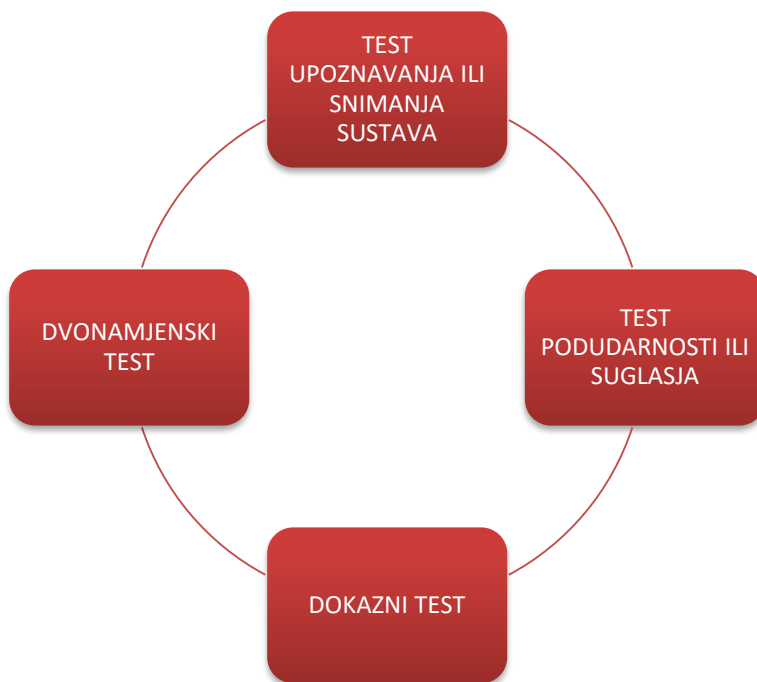 TEST
UPOZNAVANJA ILI
SNIMANJA
SUSTAVA
DVONAMJENSKI
TEST
TEST
PODUDARNOSTI ILI
SUGLASJA
DOKAZNI TEST